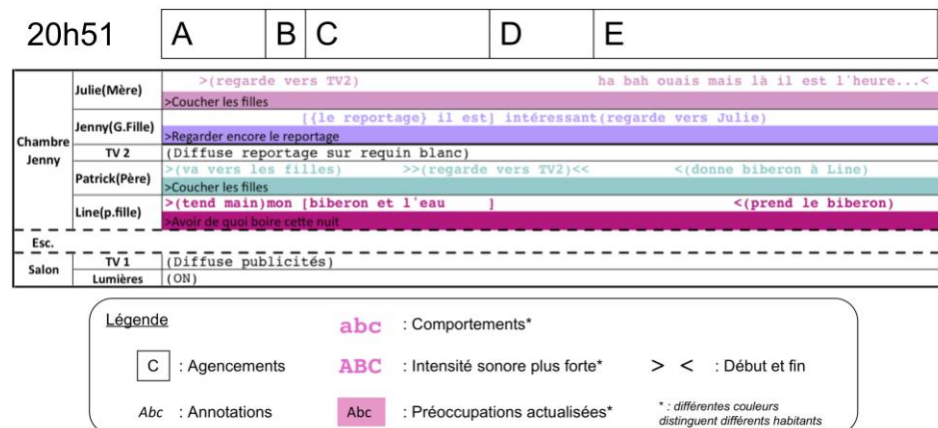 20h51 A B C D E
Julie(Mère) >(regarde vers TV2) ha bah ouais mais là il est l'heure...<
>Coucher les filles
Jenny(G.Fille) [{le reportage} il est] intéressant(regarde vers Julie)
>Regarder encore le reportage
Chambre Jenny
TV 2 (Diffuse reportage sur requin blanc)
Patrick(Père) >(va vers les filles) >>(regarde vers TV2)<< <(donne biberon à Line)
>Coucher les filles
Line(p.fille) >(tend main)mon [biberon et l'eau ] <(prend le biberon)
>Avoir de quoi boire cette nuit
Esc.
Salon TV 1 (Diffuse publicités)
Lumières (ON)
Légende
abc : Comportements*
C : Agencements ABC : Intensité sonore plus forte* > < : Début et fin
Abc : Annotations Abc : Préoccupations actualisées* * : différentes couleurs
distinguent différents habitants